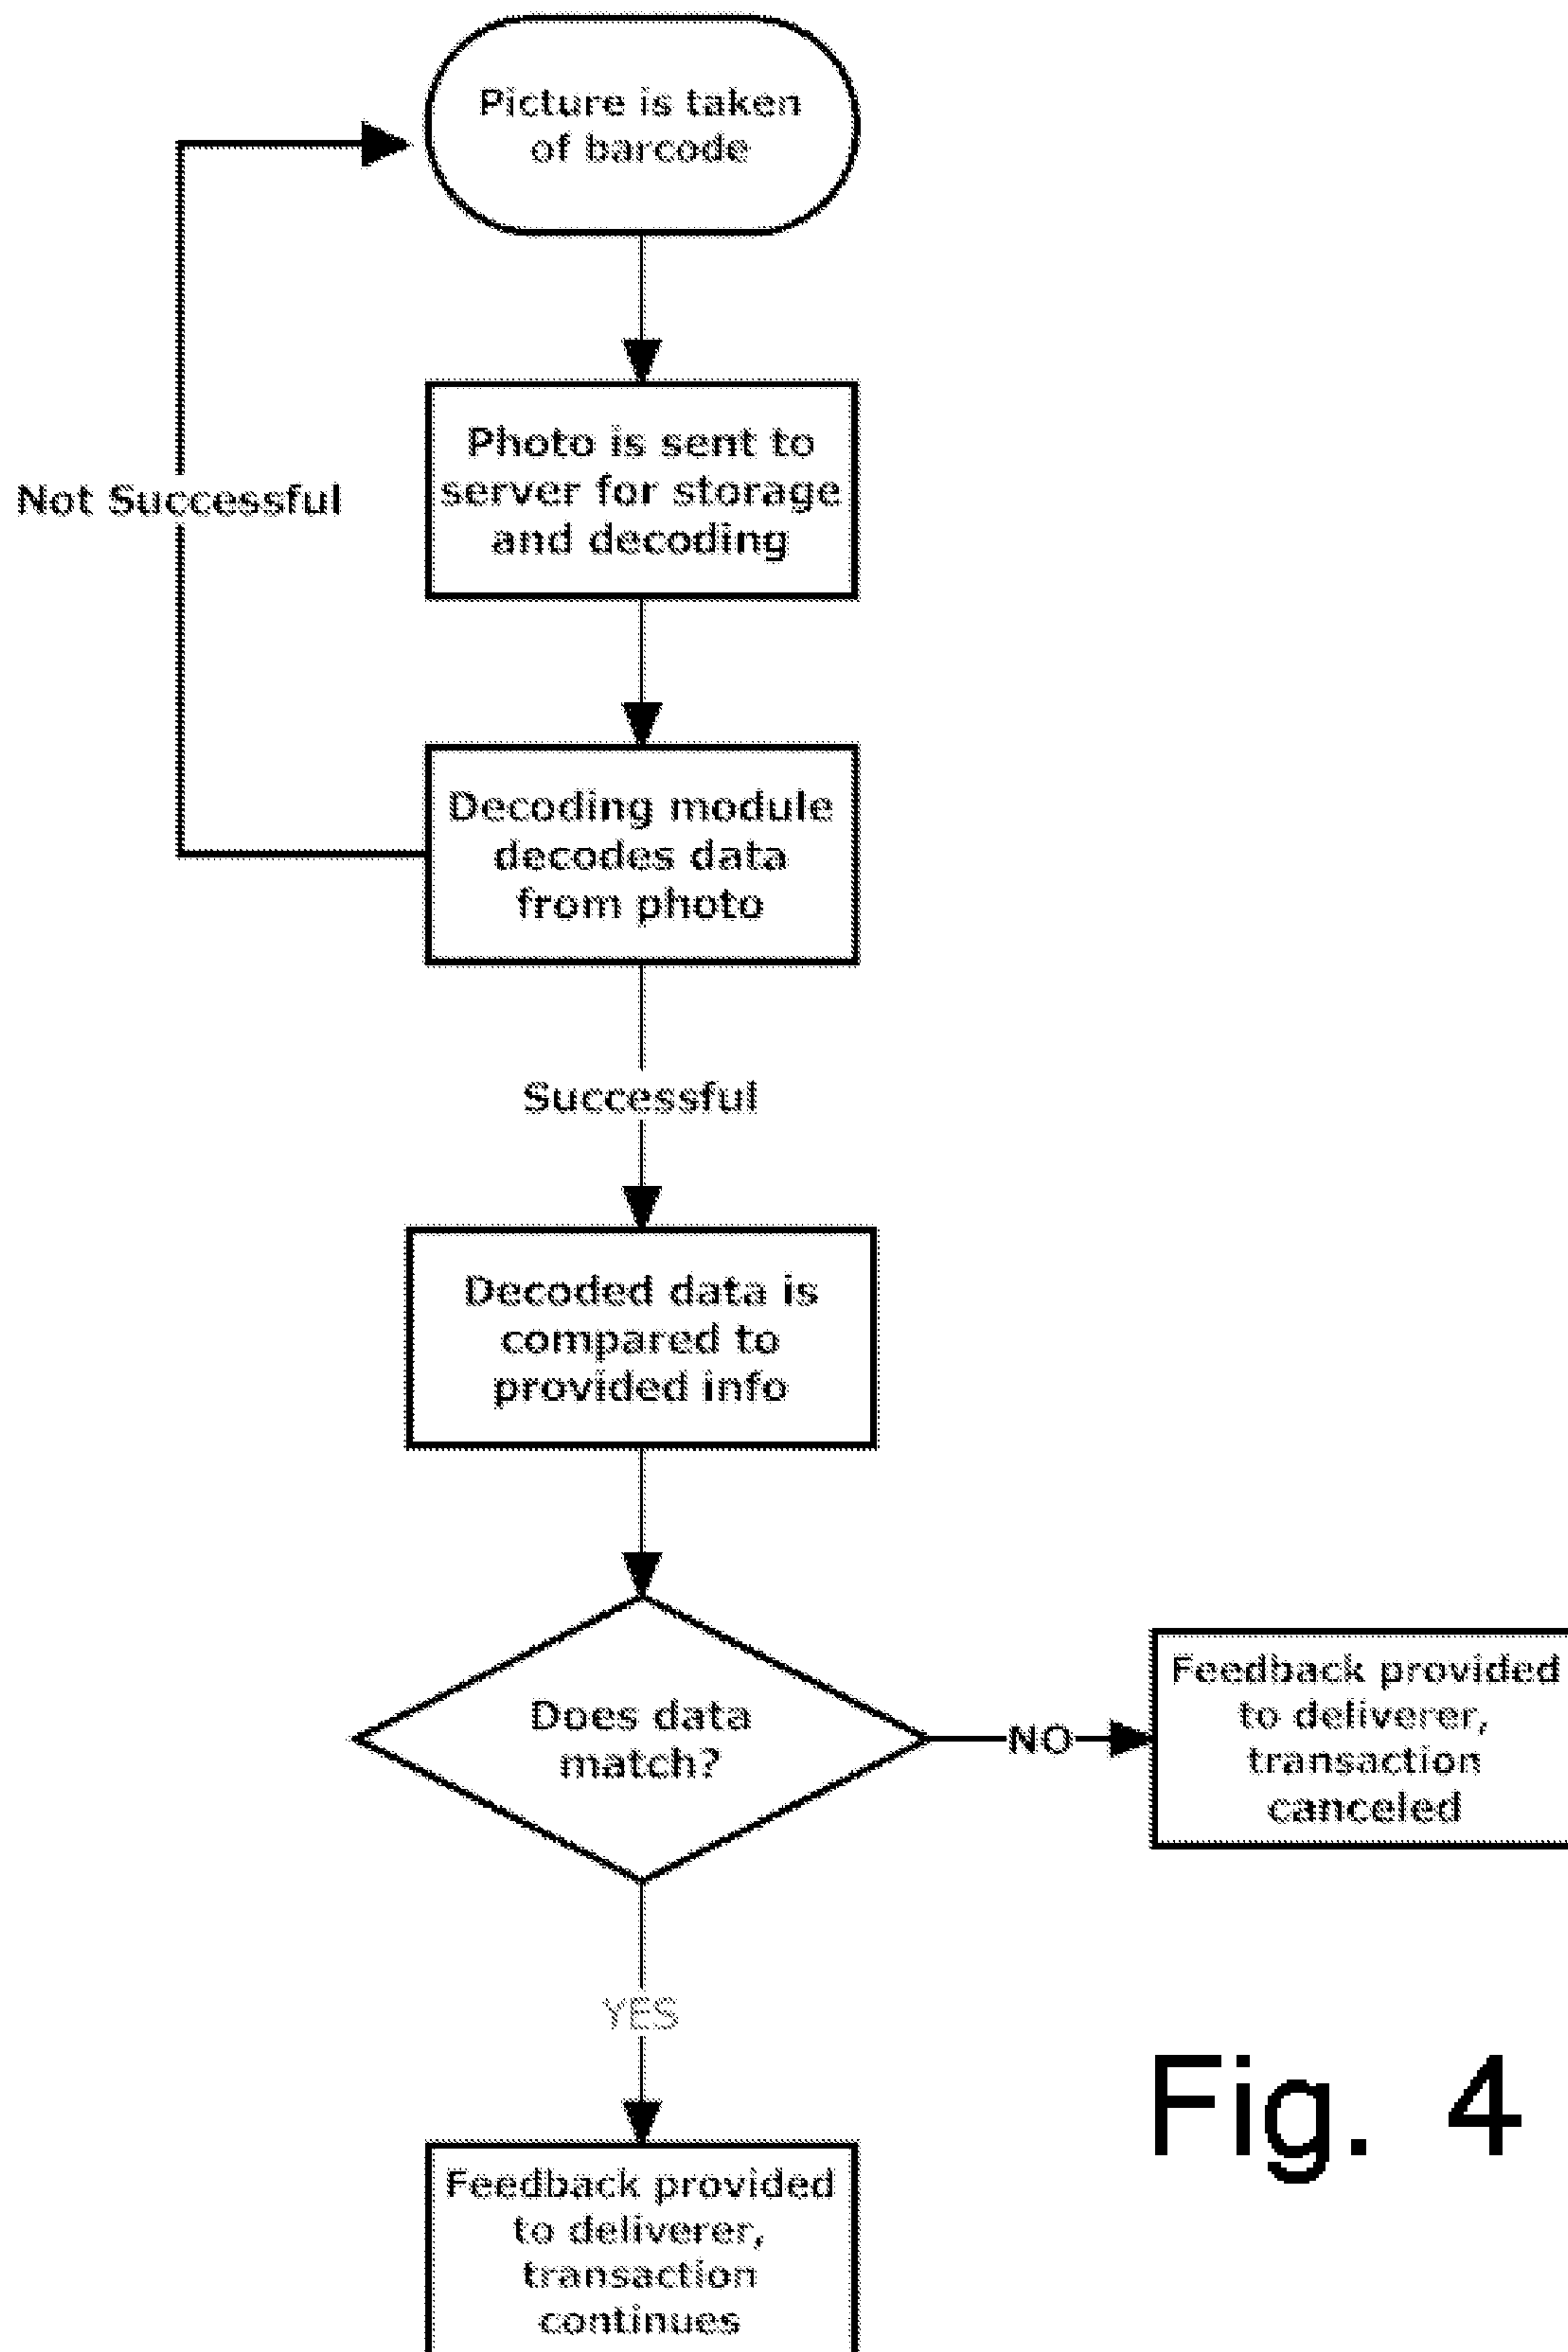 Picture is taken
of barcode
Photo is sent to
server for storage
and decoding
Not Successful
Decoding module
decodes data
from photo
Successful
Decoded data is
compared to
provided info
Does data
match?
NO
Feedback provided
to deliverer,
transaction
canceled
YES
Feedback provided
to deliverer,
transaction
continues
Fig. 4